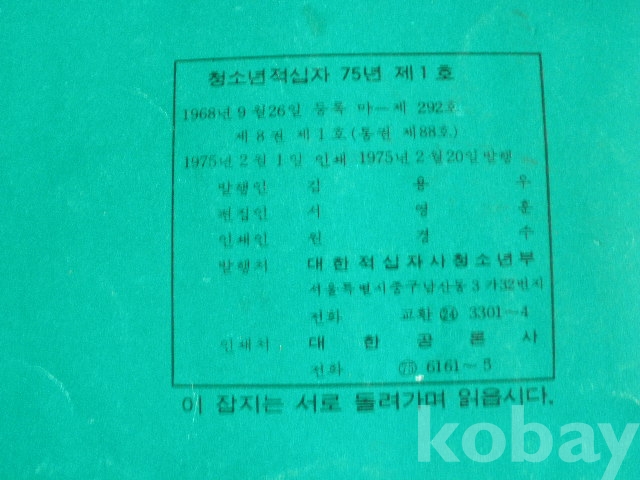 청소년적십자 75년 제1호
1968년 9월26일 등록 마—제 292호
제8권 제1호(통권 제88호)
1975년 2월 1일 인쇄 1975년 2월 20일 발행
발행인 김 용 우
편집인 서 영 훈
인쇄인 원 경 수
발행처 대한적십자사청소년부
서울특별시중구남산동 3가32번지
전화 교환 ㉔ 3301~4
인쇄처 대 한 공 론 사
전화 (73) 6161~5
이 잡지는 서로 돌려가며 읽읍시다.
kobay